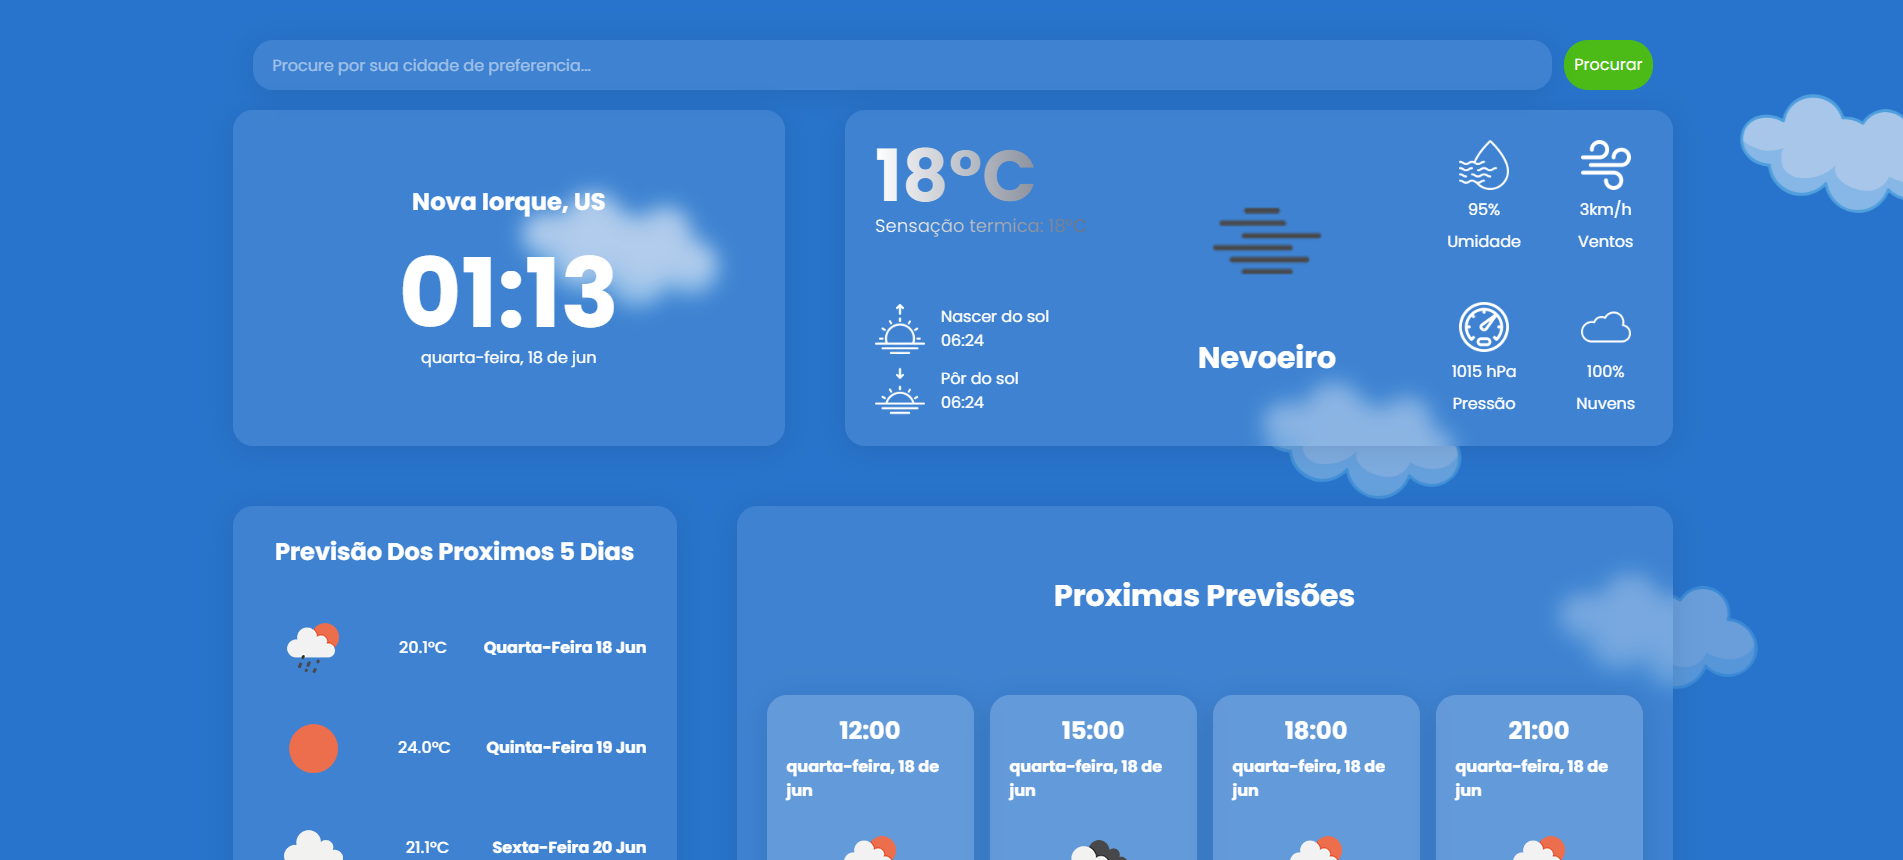 Procure por sua cidade de preferencia...
Procurar
Nova Iorque, US
01:13
quarta-feira, 18 de jun
18°C
Sensação termica: 18°C
Nascer do sol
06:24
Pôr do sol
06:24
Nevoeiro
95%
Umidade
3km/h
Ventos
1015 hPa
Pressão
100%
Nuvens
Previsão Dos Proximos 5 Dias
20.1°C Quarta-Feira 18 Jun
24.0°C Quinta-Feira 19 Jun
21.1°C Sexta-Feira 20 Jun
Proximas Previsões
12:00
quarta-feira, 18 de
jun
15:00
quarta-feira, 18 de
jun
18:00
quarta-feira, 18 de
jun
21:00
quarta-feira, 18 de
jun